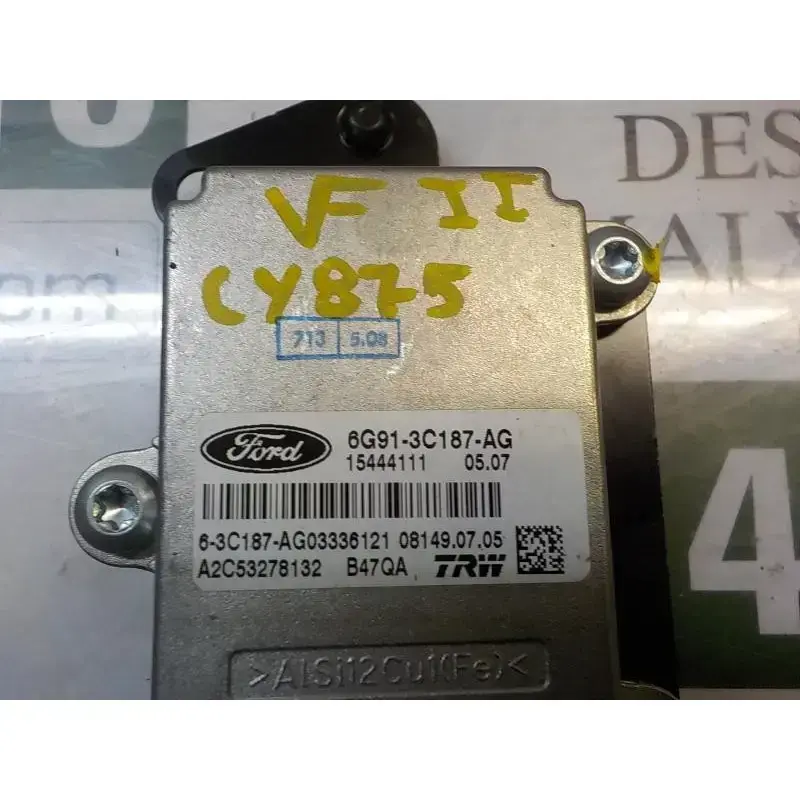 VF II
CY875
713 5.08
DES
.com
Ford 6G91-3C187-AG
15444111 05.07
6-3C187-AG03336121 08149.07.05
A2C53278132 B47QA TRW
4
>AlSi12Cu1(Fe)<